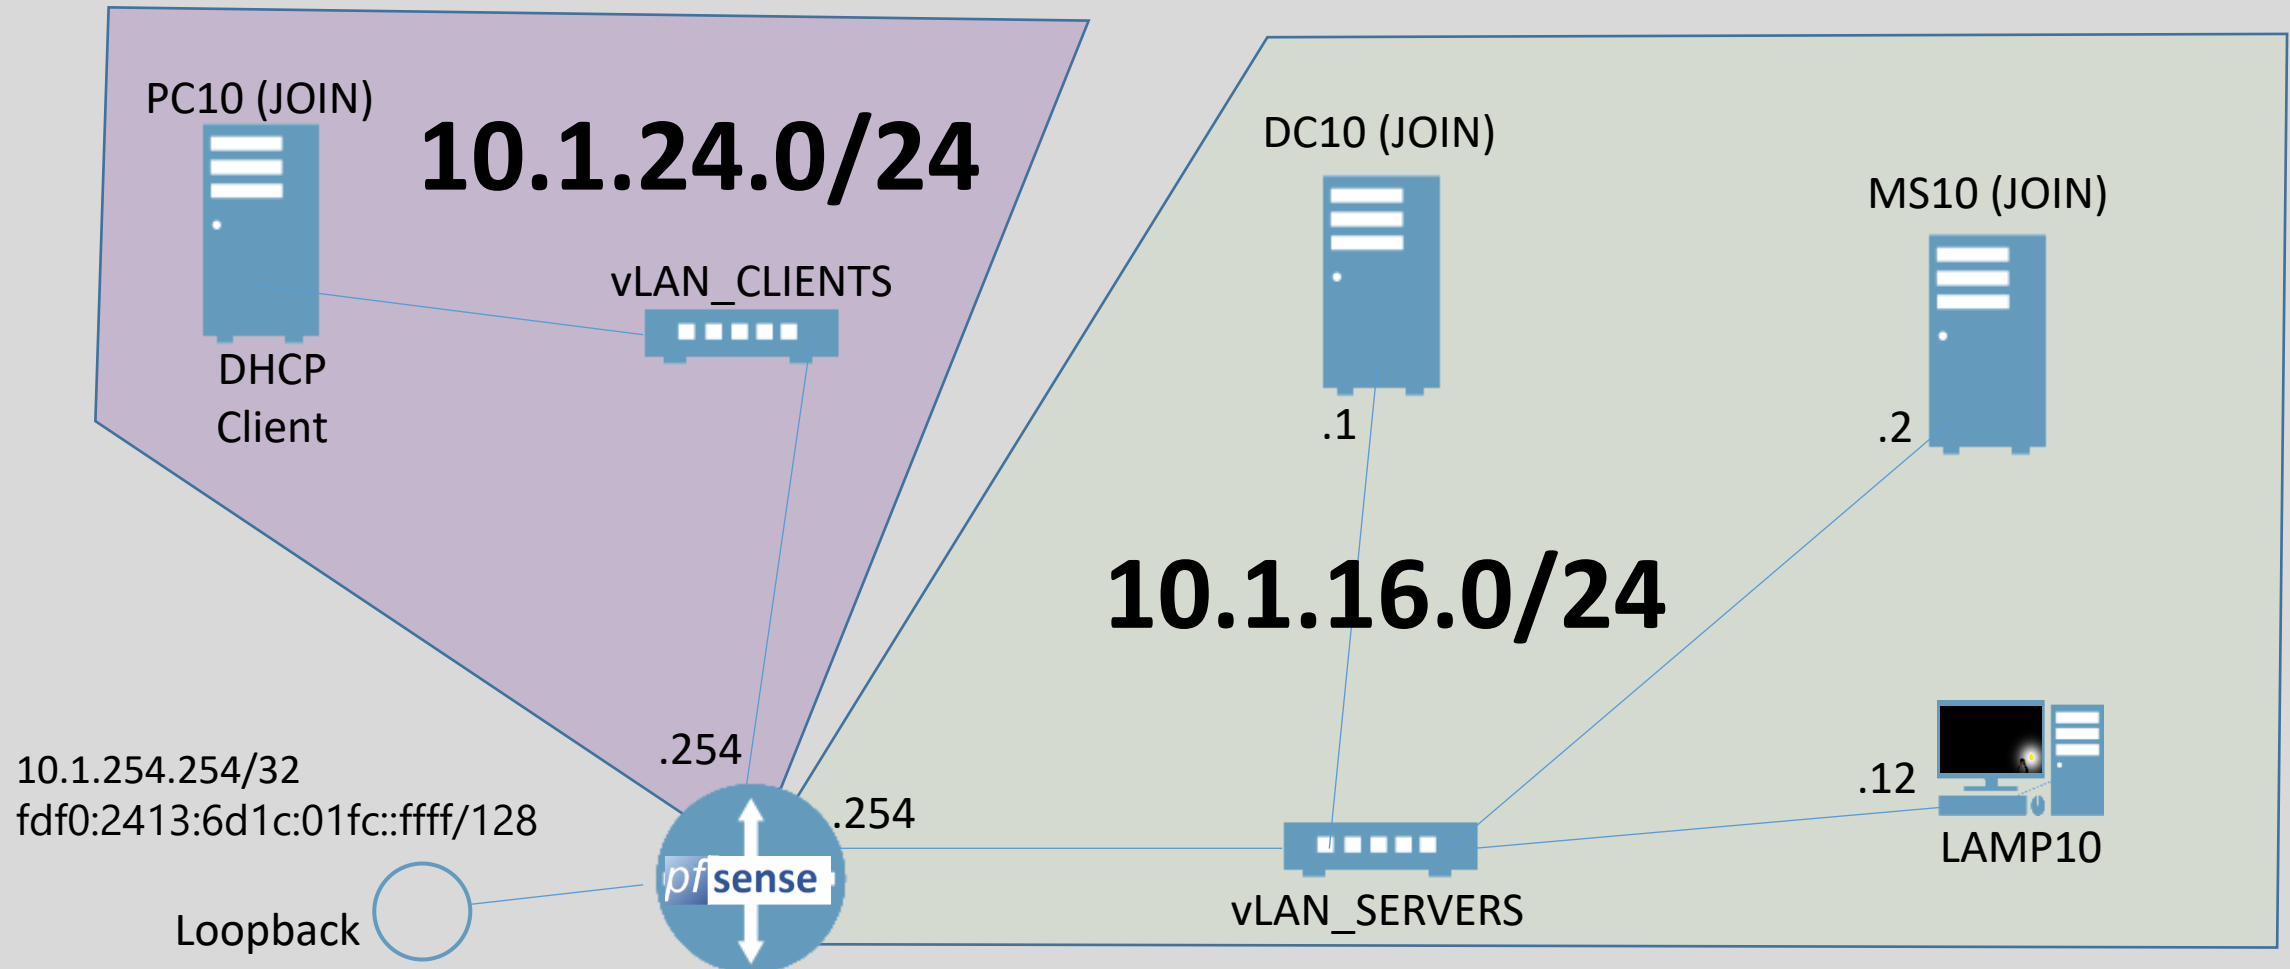 PC10 (JOIN)
10.1.24.0/24
vLAN_CLIENTS
DHCP
Client
DC10 (JOIN)
MS10 (JOIN)
.1
.2
10.1.16.0/24
.254
10.1.254.254/32
fdf0:2413:6d1c:01fc::ffff/128
.254
.12
LAMP10
pfsense
Loopback
vLAN_SERVERS